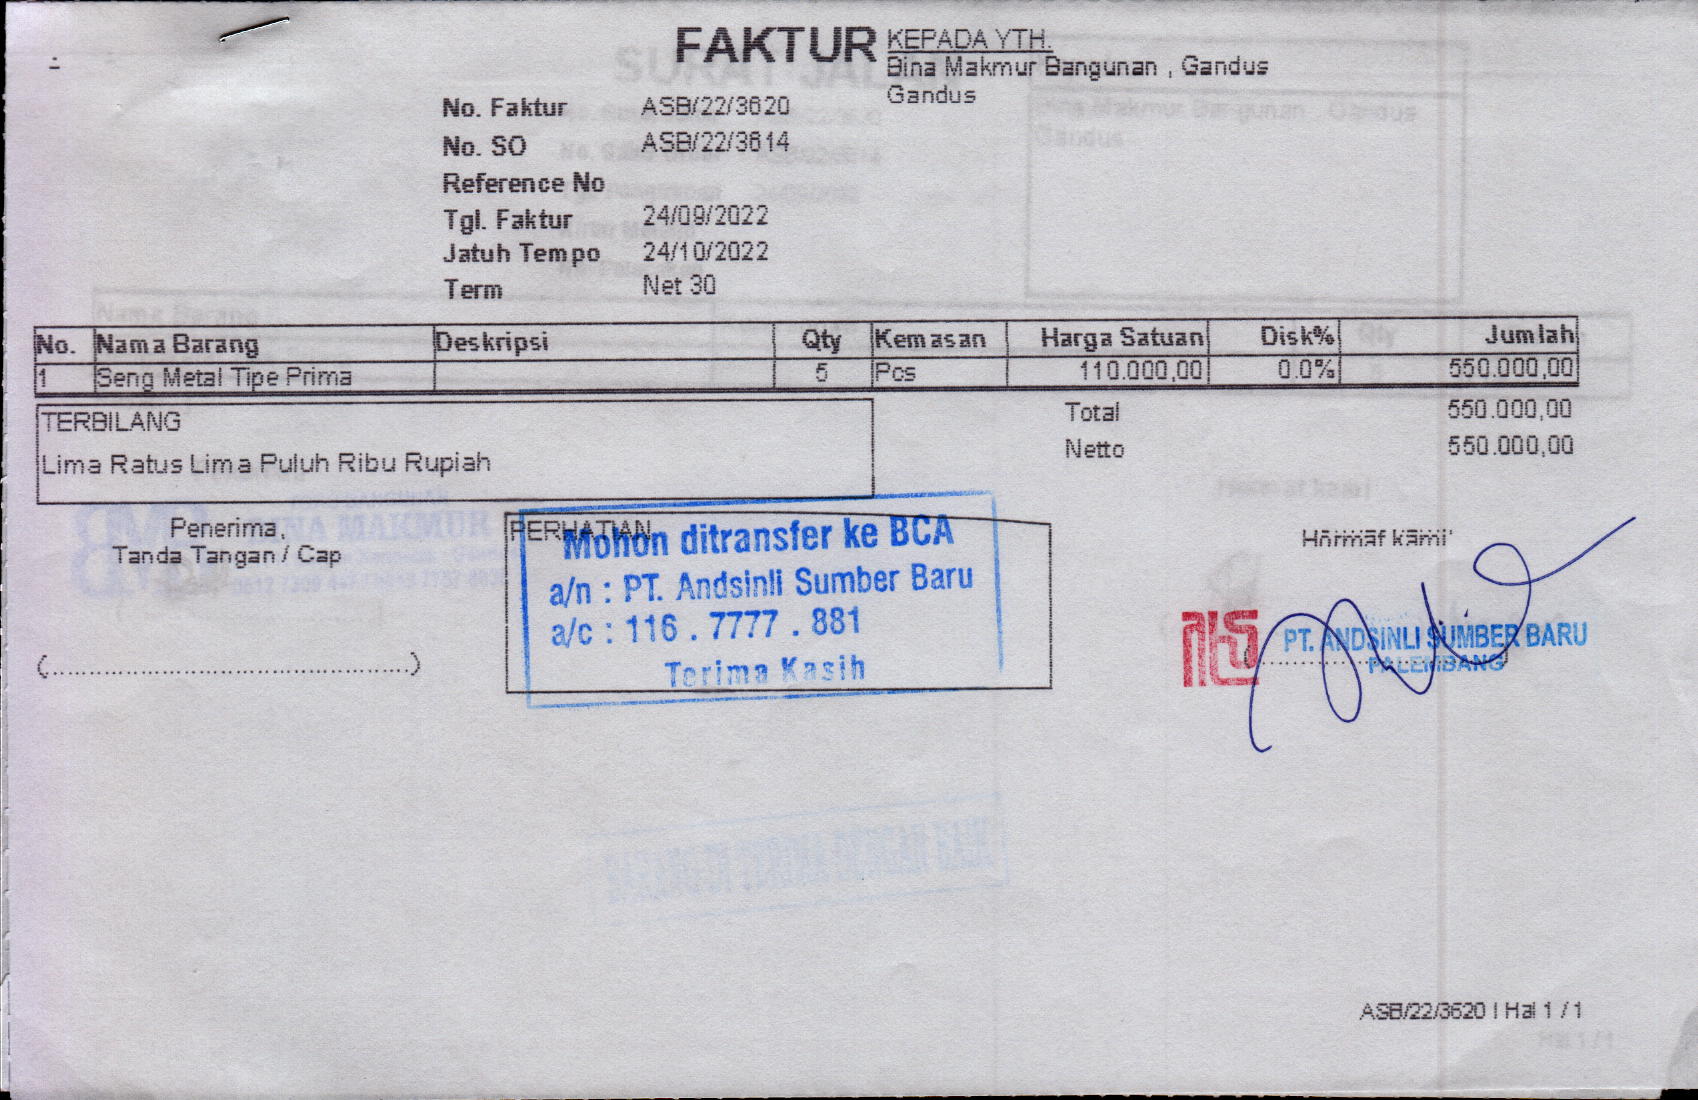 FAKTUR
KEPADA YTH.
Bina Makmur Bangunan , Gandus
Gandus
No. Faktur ASB/22/3620
No. SO ASB/22/3614
Reference No
Tgl. Faktur 24/09/2022
Jatuh Tempo 24/10/2022
Term Net 30
No. Nama Barang Deskripsi Qty Kemasan Harga Satuan Disk% Jumlah
1 Seng Metal Tipe Prima 5 Pcs 110.000,00 0.0% 550.000,00
TERBILANG
Lima Ratus Lima Puluh Ribu Rupiah
Total 550.000,00
Netto 550.000,00
Penerima,
Tanda Tangan / Cap
(............................................)
PERHATIAN
Mohon ditransfer ke BCA
a/n : PT. Andsinli Sumber Baru
a/c : 116 . 7777 . 881
Terima Kasih
Hormat kami
PT. ANDSINLI SUMBER BARU
PALEMBANG
ASB/22/3620 | Hal 1 / 1